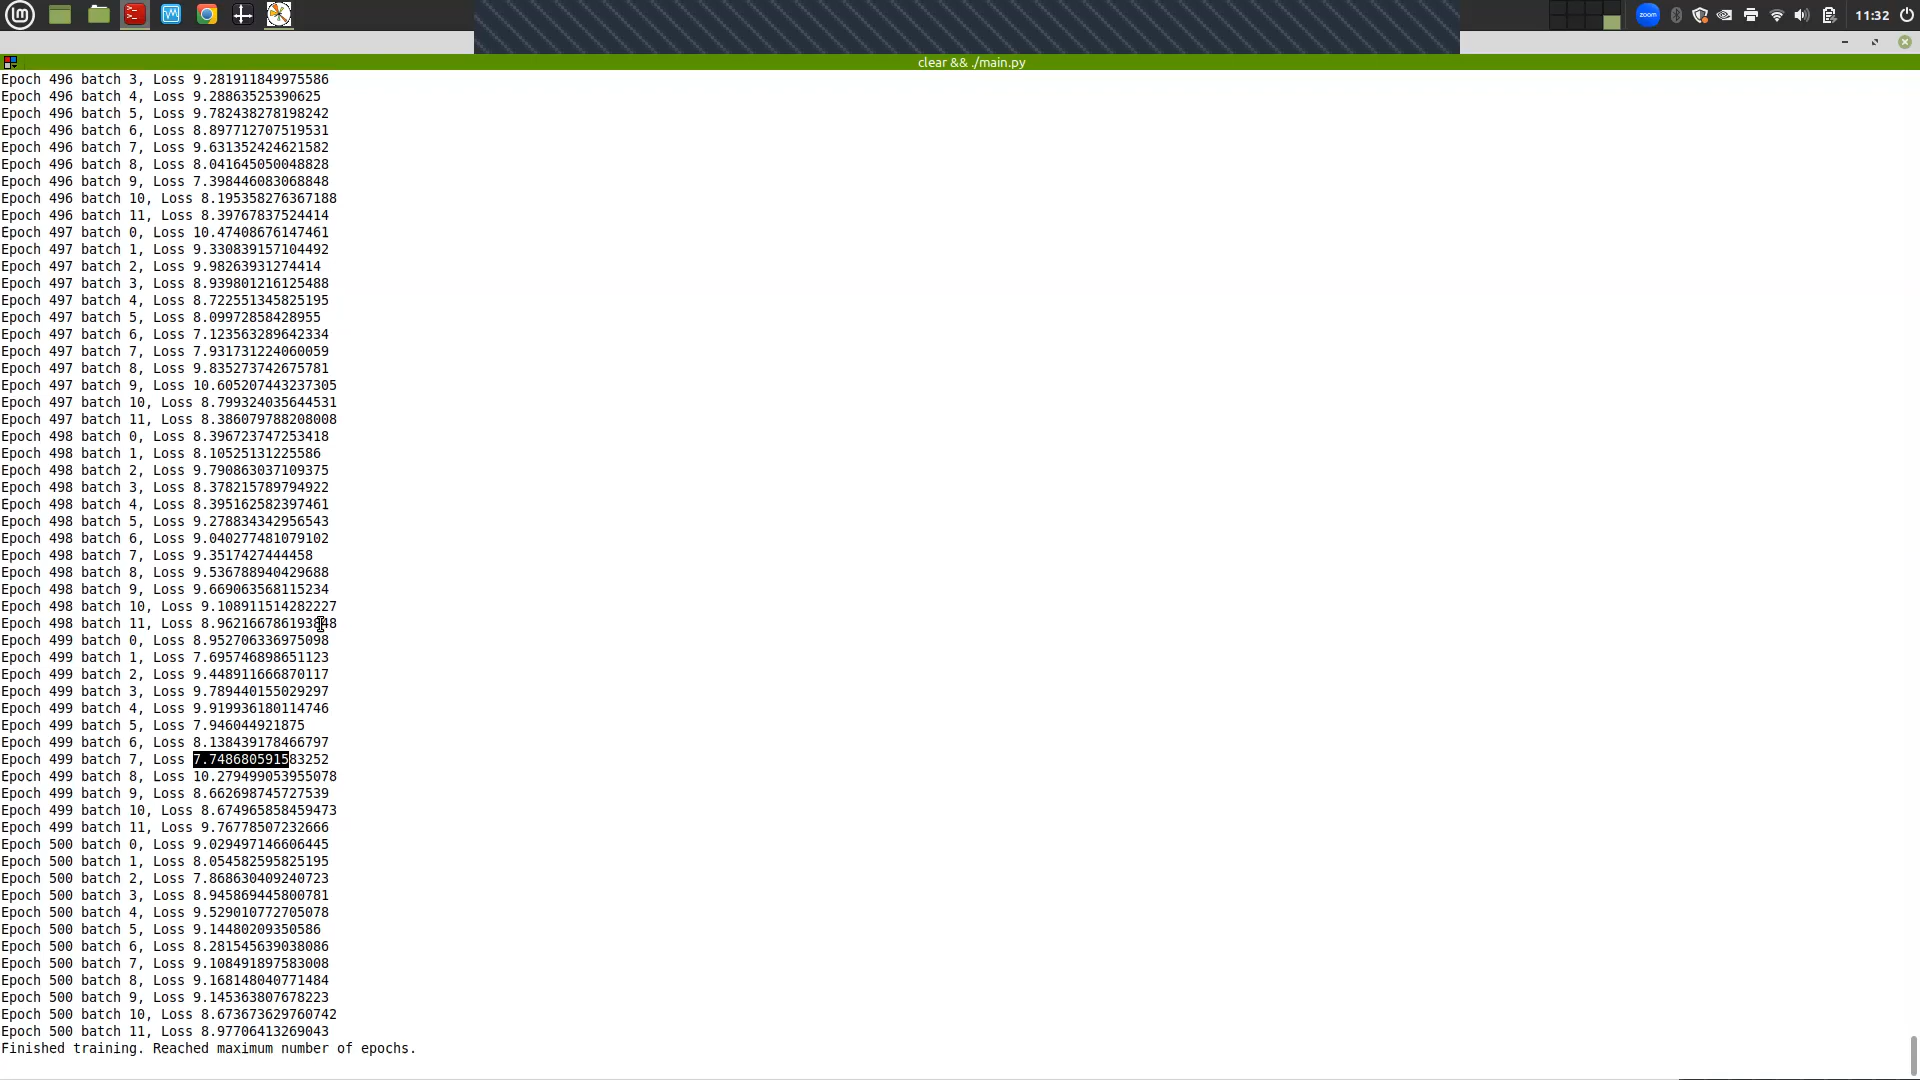 zoom
11:32
clear && ./main.py
Epoch 496 batch 3, Loss 9.281911849975586
Epoch 496 batch 4, Loss 9.28863525390625
Epoch 496 batch 5, Loss 9.782438278198242
Epoch 496 batch 6, Loss 8.897712707519531
Epoch 496 batch 7, Loss 9.631352424621582
Epoch 496 batch 8, Loss 8.041645050048828
Epoch 496 batch 9, Loss 7.398446083068848
Epoch 496 batch 10, Loss 8.195358276367188
Epoch 496 batch 11, Loss 8.39767837524414
Epoch 497 batch 0, Loss 10.47408676147461
Epoch 497 batch 1, Loss 9.330839157104492
Epoch 497 batch 2, Loss 9.98263931274414
Epoch 497 batch 3, Loss 8.939801216125488
Epoch 497 batch 4, Loss 8.722551345825195
Epoch 497 batch 5, Loss 8.09972858428955
Epoch 497 batch 6, Loss 7.123563289642334
Epoch 497 batch 7, Loss 7.931731224060059
Epoch 497 batch 8, Loss 9.835273742675781
Epoch 497 batch 9, Loss 10.605207443237305
Epoch 497 batch 10, Loss 8.799324035644531
Epoch 497 batch 11, Loss 8.386079788208008
Epoch 498 batch 0, Loss 8.396723747253418
Epoch 498 batch 1, Loss 8.10525131225586
Epoch 498 batch 2, Loss 9.790863037109375
Epoch 498 batch 3, Loss 8.378215789794922
Epoch 498 batch 4, Loss 8.395162582397461
Epoch 498 batch 5, Loss 9.278834342956543
Epoch 498 batch 6, Loss 9.040277481079102
Epoch 498 batch 7, Loss 9.3517427444458
Epoch 498 batch 8, Loss 9.536788940429688
Epoch 498 batch 9, Loss 9.669063568115234
Epoch 498 batch 10, Loss 9.108911514282227
Epoch 498 batch 11, Loss 8.962166786193848
Epoch 499 batch 0, Loss 8.952706336975098
Epoch 499 batch 1, Loss 7.695746898651123
Epoch 499 batch 2, Loss 9.448911666870117
Epoch 499 batch 3, Loss 9.789440155029297
Epoch 499 batch 4, Loss 9.919936180114746
Epoch 499 batch 5, Loss 7.946044921875
Epoch 499 batch 6, Loss 8.138439178466797
Epoch 499 batch 7, Loss 7.748680591583252
Epoch 499 batch 8, Loss 10.279499053955078
Epoch 499 batch 9, Loss 8.662698745727539
Epoch 499 batch 10, Loss 8.674965858459473
Epoch 499 batch 11, Loss 9.76778507232666
Epoch 500 batch 0, Loss 9.029497146606445
Epoch 500 batch 1, Loss 8.054582595825195
Epoch 500 batch 2, Loss 7.868630409240723
Epoch 500 batch 3, Loss 8.945869445800781
Epoch 500 batch 4, Loss 9.529010772705078
Epoch 500 batch 5, Loss 9.14480209350586
Epoch 500 batch 6, Loss 8.281545639038086
Epoch 500 batch 7, Loss 9.108491897583008
Epoch 500 batch 8, Loss 9.168148040771484
Epoch 500 batch 9, Loss 9.145363807678223
Epoch 500 batch 10, Loss 8.673673629760742
Epoch 500 batch 11, Loss 8.97706413269043
Finished training. Reached maximum number of epochs.